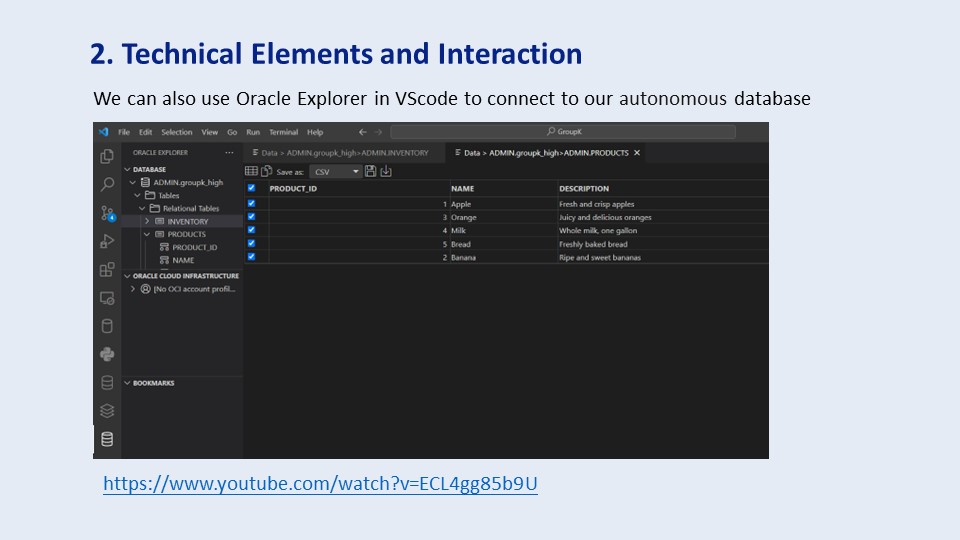 2. Technical Elements and Interaction
We can also use Oracle Explorer in VScode to connect to our autonomous database
File Edit Selection View Go Run Terminal Help
GroupK
ORACLE EXPLORER
Data > ADMIN.groupk_high>ADMIN.INVENTORY
Data > ADMIN.groupk_high>ADMIN.PRODUCTS
DATABASE
Save as: CSV
ADMIN.groupk_high
PRODUCT_ID NAME DESCRIPTION
Tables
1 Apple Fresh and crisp apples
Relational Tables
3 Orange Juicy and delicious oranges
INVENTORY
4 Milk Whole milk, one gallon
PRODUCTS
5 Bread Freshly baked bread
PRODUCT_ID
2 Banana Ripe and sweet bananas
NAME
ORACLE CLOUD INFRASTRUCTURE
[No OCI account profil...
BOOKMARKS
https://www.youtube.com/watch?v=ECL4gg85b9U